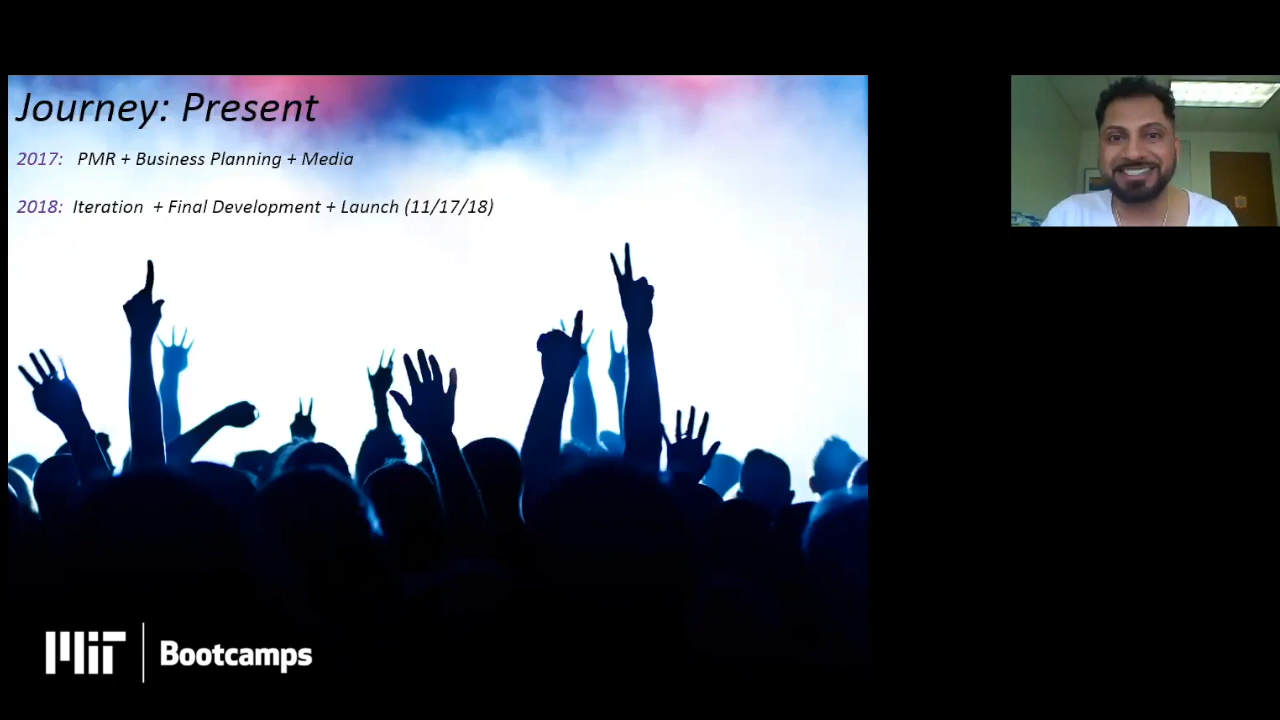 Journey: Present
2017: PMR + Business Planning + Media
2018: Iteration + Final Development + Launch (11/17/18)
MIT Bootcamps